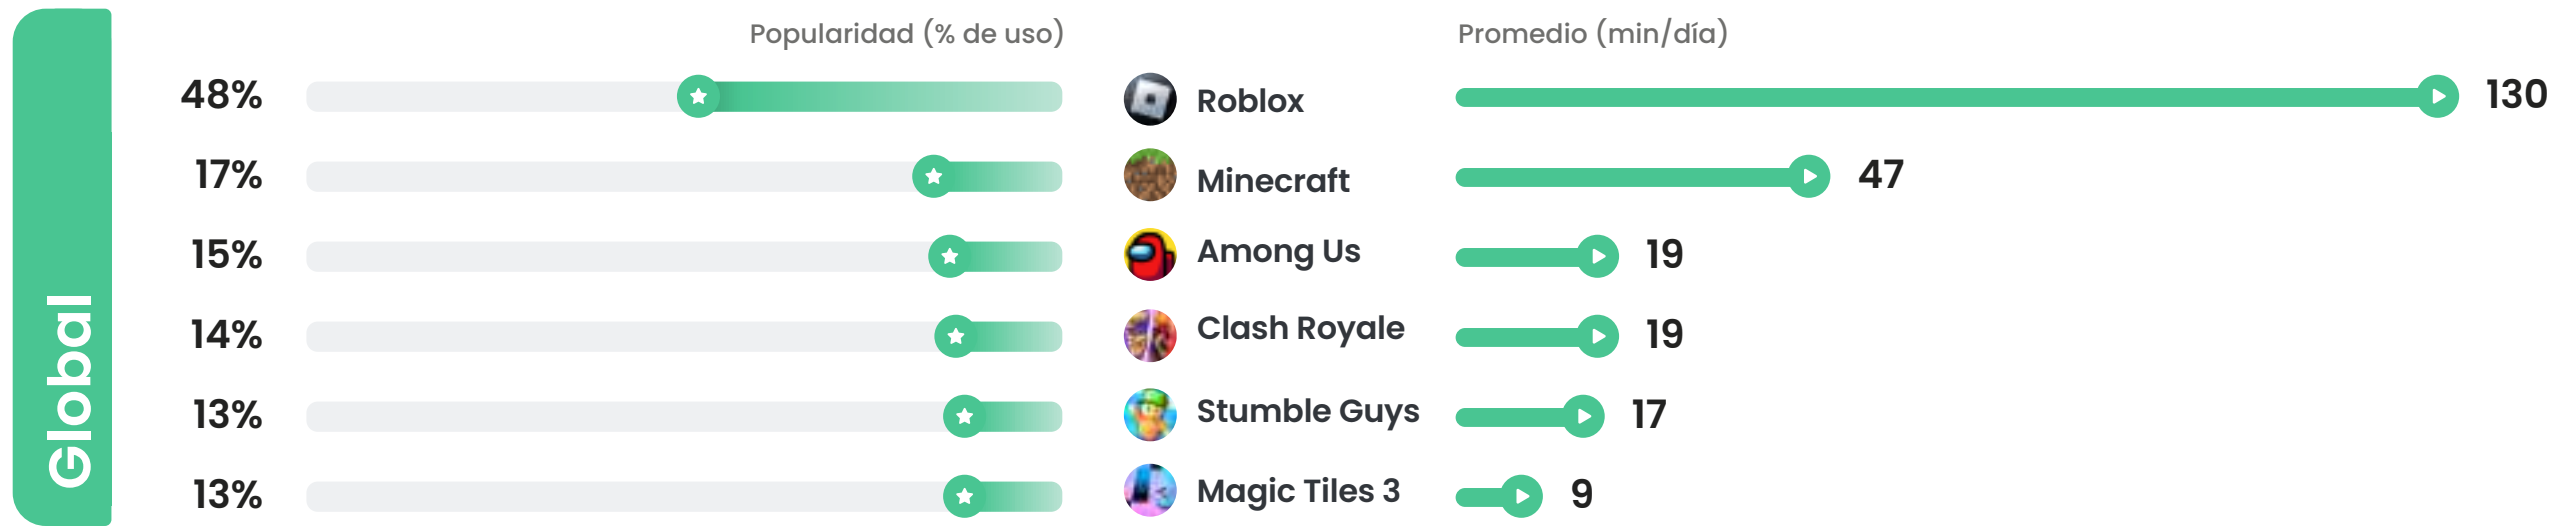 Global
Popularidad (% de uso)
Promedio (min/día)
48%
Roblox
130
17%
Minecraft
47
15%
Among Us
19
14%
Clash Royale
19
13%
Stumble Guys
17
13%
Magic Tiles 3
9